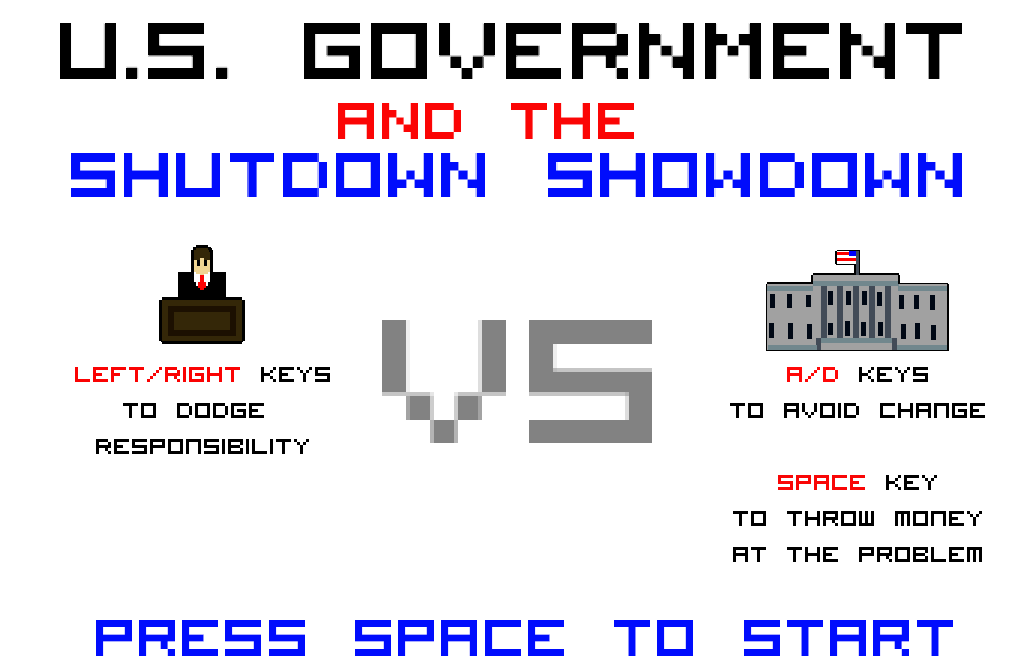 U.S. GOVERNMENT
AND THE
SHUTDOWN SHOWDOWN
VS
LEFT/RIGHT KEYS
TO DODGE
RESPONSIBILITY
A/D KEYS
TO AVOID CHANGE
SPACE KEY
TO THROW MONEY
AT THE PROBLEM
PRESS SPACE TO START